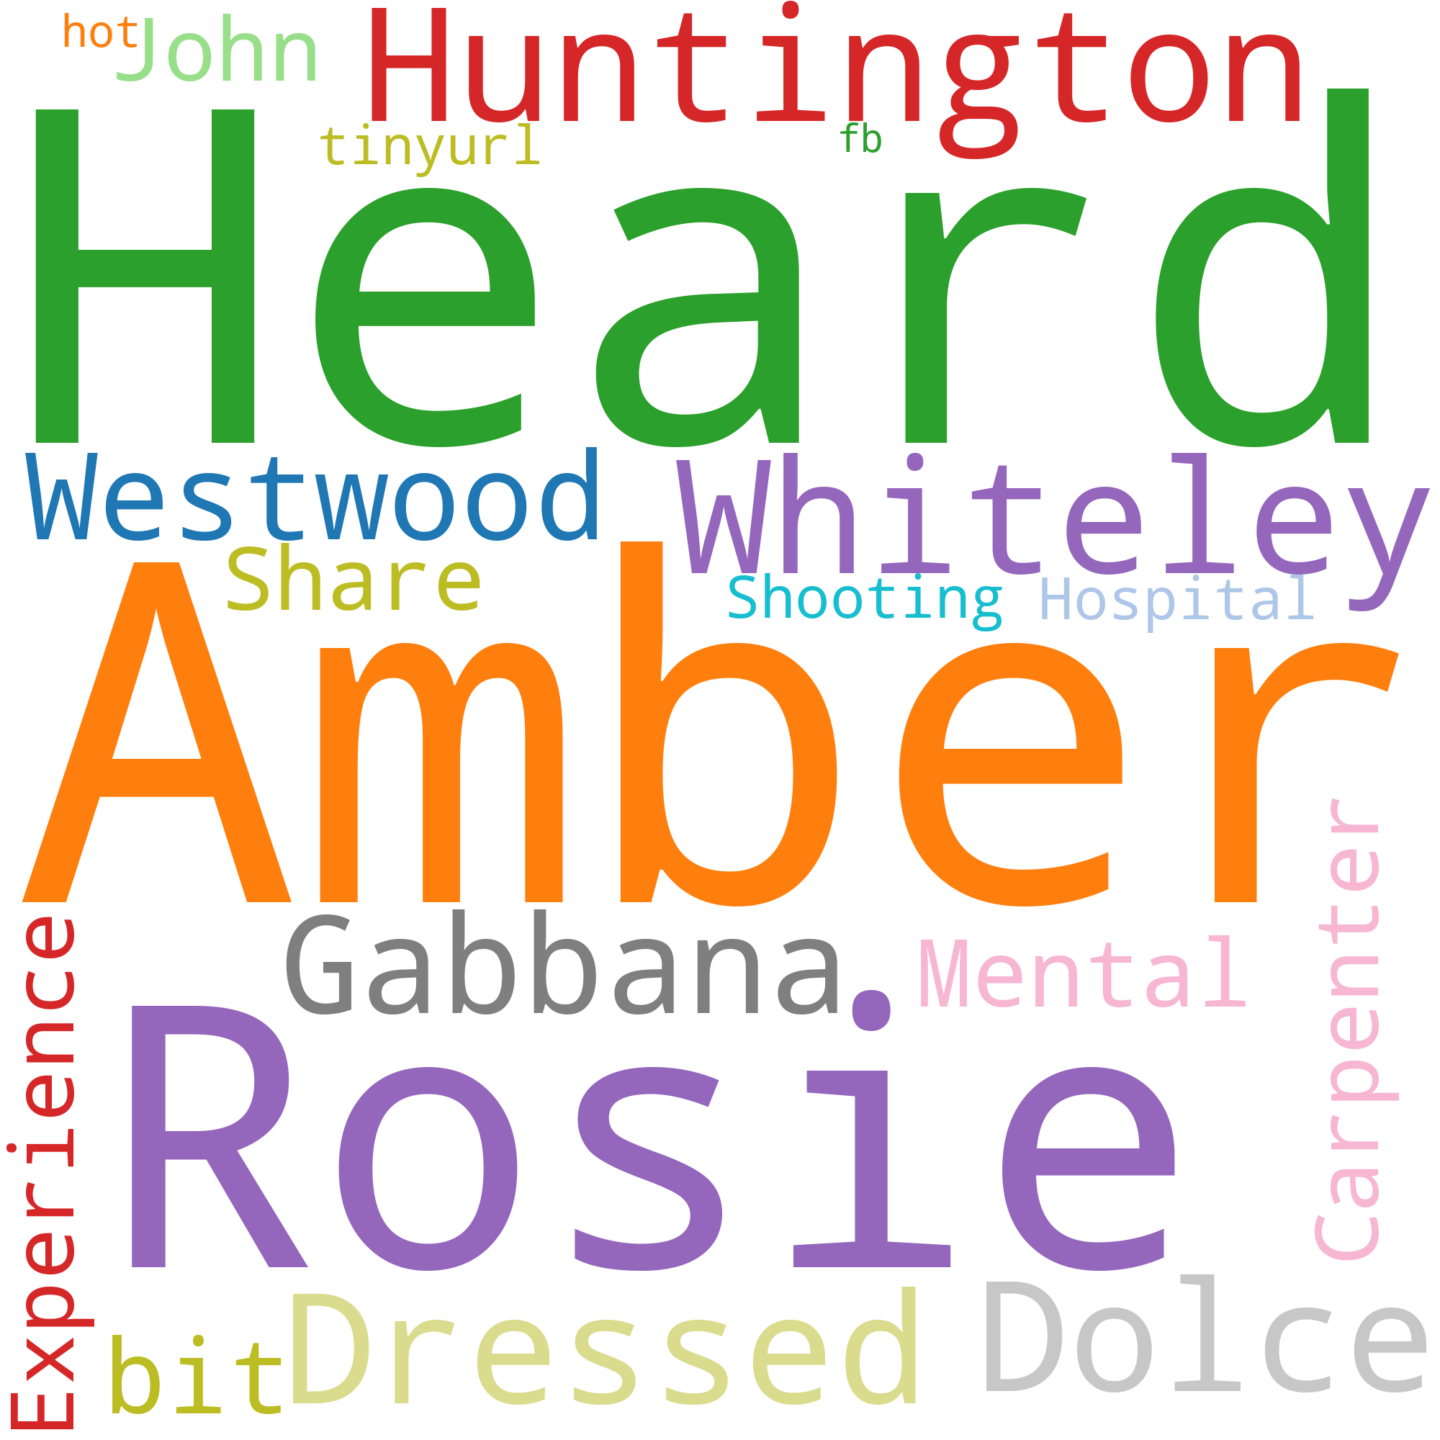 hot
John
Huntington
tinyurl
fb
Heard
Westwood
Whiteley
Share
Shooting
Hospital
Amber
Carpenter
Experience
Gabbana
Mental
Rosie
bit
Dressed
Dolce